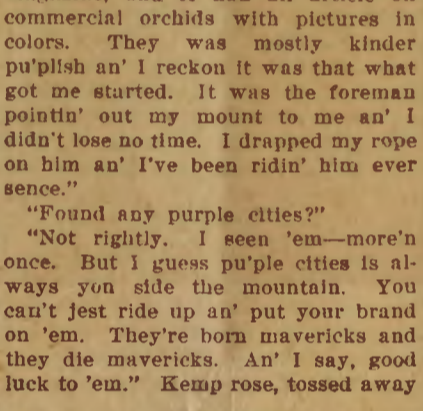 commercial orchids with pictures in
colors. They was mostly kinder
pu'plish an' I reckon it was that what
got me started. It was the foreman
pointin' out my mount to me an' I
didn't lose no time. I drapped my rope
on him an' I've been ridin' him ever
sence."
"Found any purple cities?"
"Not rightly. I seen 'em—more'n
once. But I guess pu'ple cities is al-
ways yon side the mountain. You
can't jest ride up an' put your brand
on 'em. They're born mavericks and
they die mavericks. An' I say, good
luck to 'em." Kemp rose, tossed away